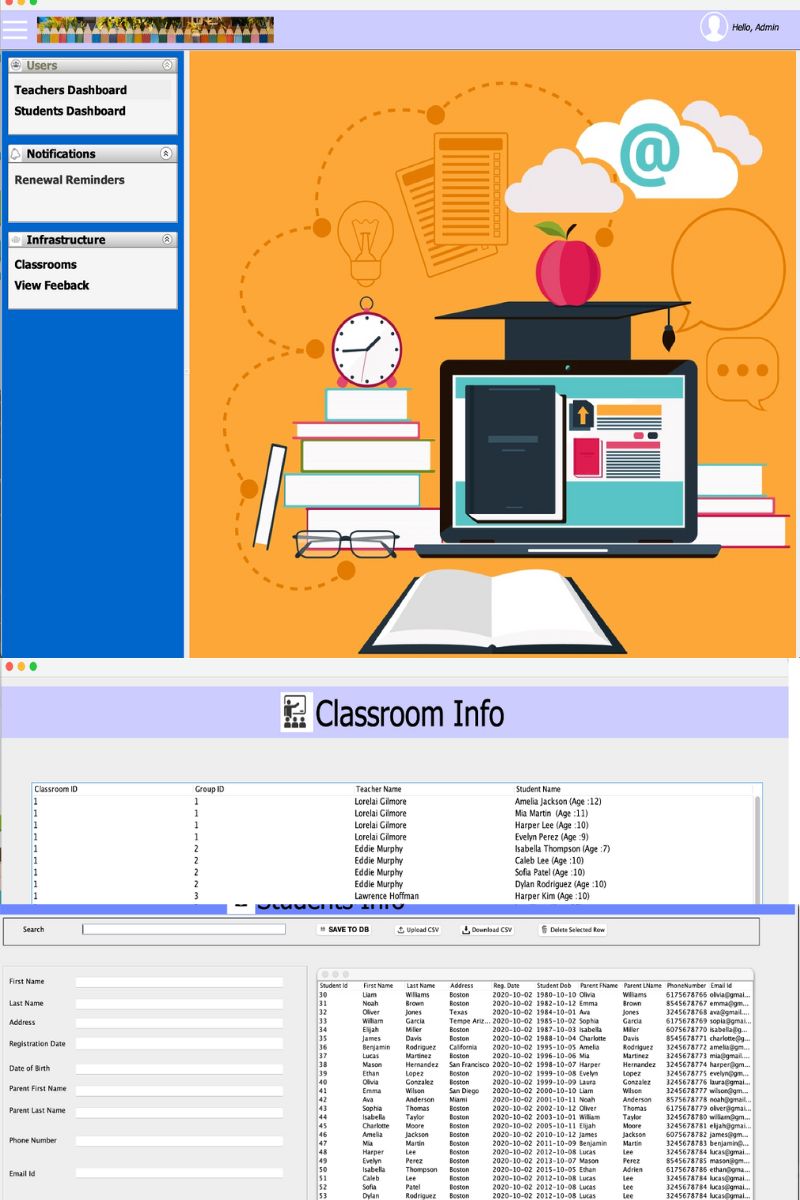 Hello, Admin
Users
Teachers Dashboard
Students Dashboard
Notifications
Renewal Reminders
Infrastructure
Classrooms
View Feeback
@
Classroom Info
Classroom ID Group ID Teacher Name Student Name
1 1 Lorelai Gilmore Amelia Jackson (Age :12)
1 1 Lorelai Gilmore Mia Martin (Age :11)
1 1 Lorelai Gilmore Harper Lee (Age :10)
1 1 Lorelai Gilmore Evelyn Perez (Age :9)
1 2 Eddie Murphy Isabella Thompson (Age :7)
1 2 Eddie Murphy Caleb Lee (Age :10)
1 2 Eddie Murphy Sofia Patel (Age :10)
1 2 Eddie Murphy Dylan Rodriguez (Age :10)
1 3 Lawrence Hoffman Harper Kim (Age :10)
Students Info
Search SAVE TO DB Upload CSV Download CSV Delete Selected Row
First Name
Last Name
Address
Registration Date
Date of Birth
Parent First Name
Parent Last Name
Phone Number
Email Id
Student Id First Name Last Name Address Reg. Date Student Dob Parent FName Parent LName PhoneNumber Email Id
30 Liam Williams Boston 2020-10-02 1980-10-10 Olivia Williams 6175678766 olivia@gmai...
31 Noah Brown Boston 2020-10-02 1982-10-12 Emma Brown 8545678767 emma@gm...
32 Oliver Jones Texas 2020-10-02 1984-10-01 Ava Jones 3245678768 ava@gmail....
33 William Garcia Tempe Ariz... 2020-10-02 1985-10-02 Sophia Garcia 6175678769 sophia@gma...
34 Elijah Miller Boston 2020-10-02 1987-10-03 Isabella Miller 6075678770 isabella@g...
35 James Davis Boston 2020-10-02 1988-10-04 Charlotte Davis 8545678771 charlotte@g...
36 Benjamin Rodriguez California 2020-10-02 1995-10-05 Amelia Rodriguez 3245678772 amelia@gm...
37 Lucas Martinez Boston 2020-10-02 1996-10-06 Mia Martinez 3245678773 mia@gmail....
38 Mason Hernandez San Francisco 2020-10-02 1998-10-07 Harper Hernandez 3245678774 harper@gm...
39 Ethan Lopez Boston 2020-10-02 1999-10-08 Evelyn Lopez 3245678775 evelyn@gm...
40 Olivia Gonzalez Boston 2020-10-02 1999-10-09 Laura Gonzalez 3245678776 laura@gmai...
41 Emma Wilson San Diego 2020-10-02 2000-10-10 Liam Wilson 3245678777 liam@gmail...
42 Ava Anderson Miami 2020-10-02 2001-10-11 Noah Anderson 8575678778 noah@gmail...
43 Sophia Thomas Boston 2020-10-02 2002-10-12 Oliver Thomas 3245678779 oliver@gmai...
44 Isabella Taylor Boston 2020-10-02 2003-10-01 William Taylor 3245678780 william@gm...
45 Charlotte Moore Boston 2020-10-02 2005-10-11 Elijah Moore 3245678781 elijah@gmai...
46 Amelia Jackson Boston 2020-10-02 2010-10-12 James Jackson 6075678782 james@gm...
47 Mia Martin Boston 2020-10-02 2011-10-09 Benjamin Martin 3245678783 benjamin@...
48 Harper Lee Boston 2020-10-02 2012-10-08 Lucas Lee 3245678784 lucas@gmai...
49 Evelyn Perez Boston 2020-10-02 2013-10-07 Mason Perez 8545678785 mason@gm...
50 Isabella Thompson Boston 2020-10-02 2015-10-05 Ethan Adrien 6175678786 ethan@gma...
51 Caleb Lee Boston 2020-10-02 2012-10-08 Lucas Lee 3245678784 lucas@gmai...
52 Sofia Patel Boston 2020-10-02 2012-10-08 Lucas Lee 3245678784 lucas@gmai...
53 Dylan Rodriguez Boston 2020-10-02 2012-10-08 Lucas Lee 3245678784 lucas@gmai...